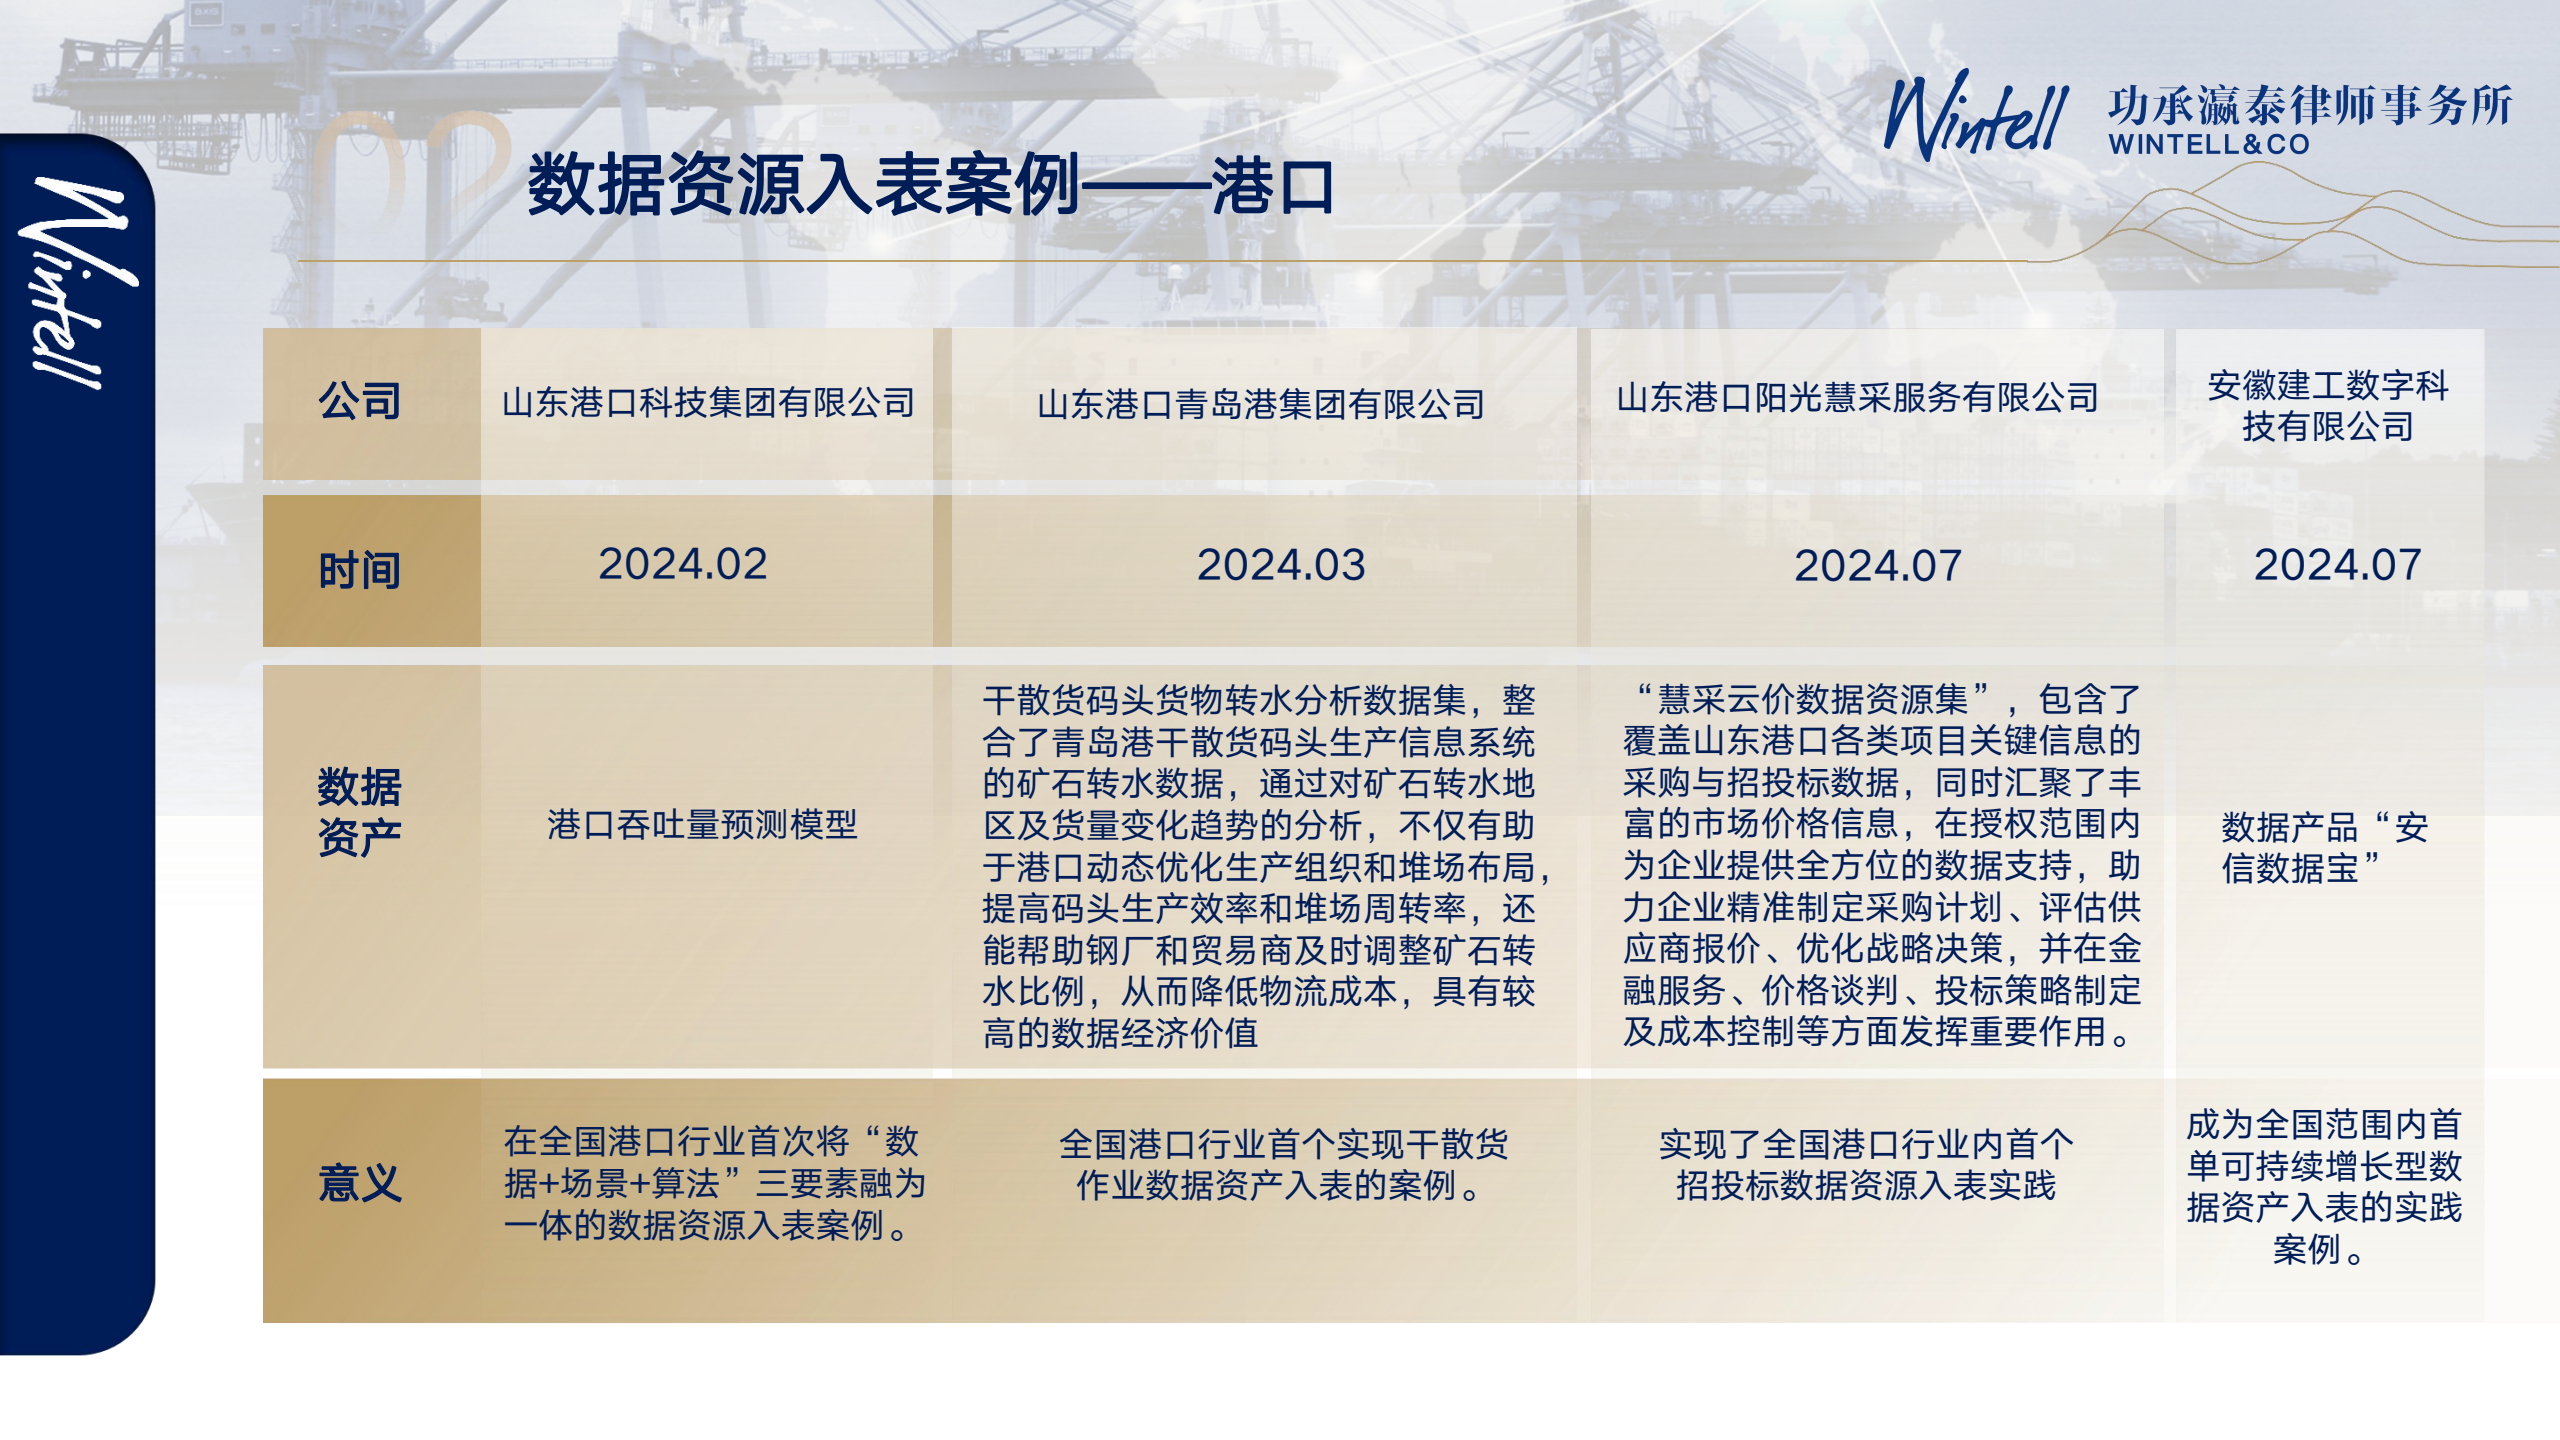 02
数据资源入表案例——港口
Wintell
功承瀛泰律师事务所
WINTELL&CO
Wintell
公司
山东港口科技集团有限公司
山东港口青岛港集团有限公司
山东港口阳光慧采服务有限公司
安徽建工数字科
技有限公司
时间
2024.02
2024.03
2024.07
2024.07
数据
资产
港口吞吐量预测模型
干散货码头货物转水分析数据集，整
合了青岛港干散货码头生产信息系统
的矿石转水数据，通过对矿石转水地
区及货量变化趋势的分析，不仅有助
于港口动态优化生产组织和堆场布局，
提高码头生产效率和堆场周转率，还
能帮助钢厂和贸易商及时调整矿石转
水比例，从而降低物流成本，具有较
高的数据经济价值
“慧采云价数据资源集”，包含了
覆盖山东港口各类项目关键信息的
采购与招投标数据，同时汇聚了丰
富的市场价格信息，在授权范围内
为企业提供全方位的数据支持，助
力企业精准制定采购计划、评估供
应商报价、优化战略决策，并在金
融服务、价格谈判、投标策略制定
及成本控制等方面发挥重要作用。
数据产品“安
信数据宝”
意义
在全国港口行业首次将“数
据+场景+算法”三要素融为
一体的数据资源入表案例。
全国港口行业首个实现干散货
作业数据资产入表的案例。
实现了全国港口行业内首个
招投标数据资源入表实践
成为全国范围内首
单可持续增长型数
据资产入表的实践
案例。